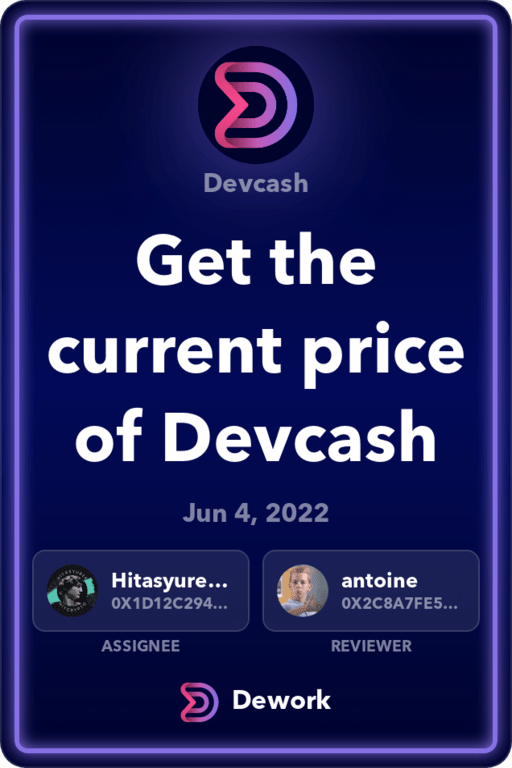 Devcash
Get the
current price
of Devcash
Jun 4, 2022
Hitasyure...
0X1D12C294...
ASSIGNEE
antoine
0X2C8A7FE5...
REVIEWER
Dework